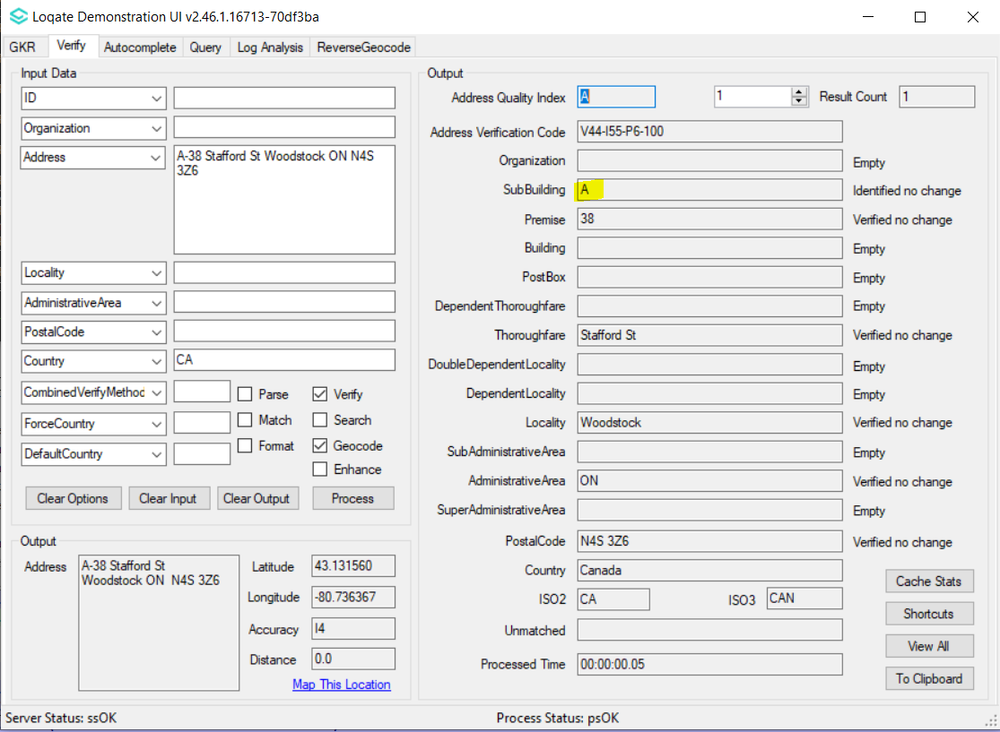 Loqate Demonstration UI v2.46.1.16713-70df3ba
GKR Verify Autocomplete Query Log Analysis ReverseGeocode
Input Data
ID
Organization
Address A-38 Stafford St Woodstock ON N4S
3Z6
Locality
AdministrativeArea
PostalCode
Country CA
CombinedVerifyMethod Parse Verify
ForceCountry Match Search
DefaultCountry Format Geocode
Enhance
Clear Options Clear Input Clear Output Process
Output
Address A-38 Stafford St
Woodstock ON  N4S 3Z6
Latitude 43.131560
Longitude -80.736367
Accuracy I4
Distance 0.0
Map This Location
Output
Address Quality Index A 1 Result Count 1
Address Verification Code V44-I55-P6-100
Organization Empty
SubBuilding A Identified no change
Premise 38 Verified no change
Building Empty
PostBox Empty
DependentThoroughfare Empty
Thoroughfare Stafford St Verified no change
DoubleDependentLocality Empty
DependentLocality Empty
Locality Woodstock Verified no change
SubAdministrativeArea Empty
AdministrativeArea ON Verified no change
SuperAdministrativeArea Empty
PostalCode N4S 3Z6 Verified no change
Country Canada
ISO2 CA ISO3 CAN
Unmatched
Processed Time 00:00:00.05
Cache Stats
Shortcuts
View All
To Clipboard
Server Status: ssOK Process Status: psOK